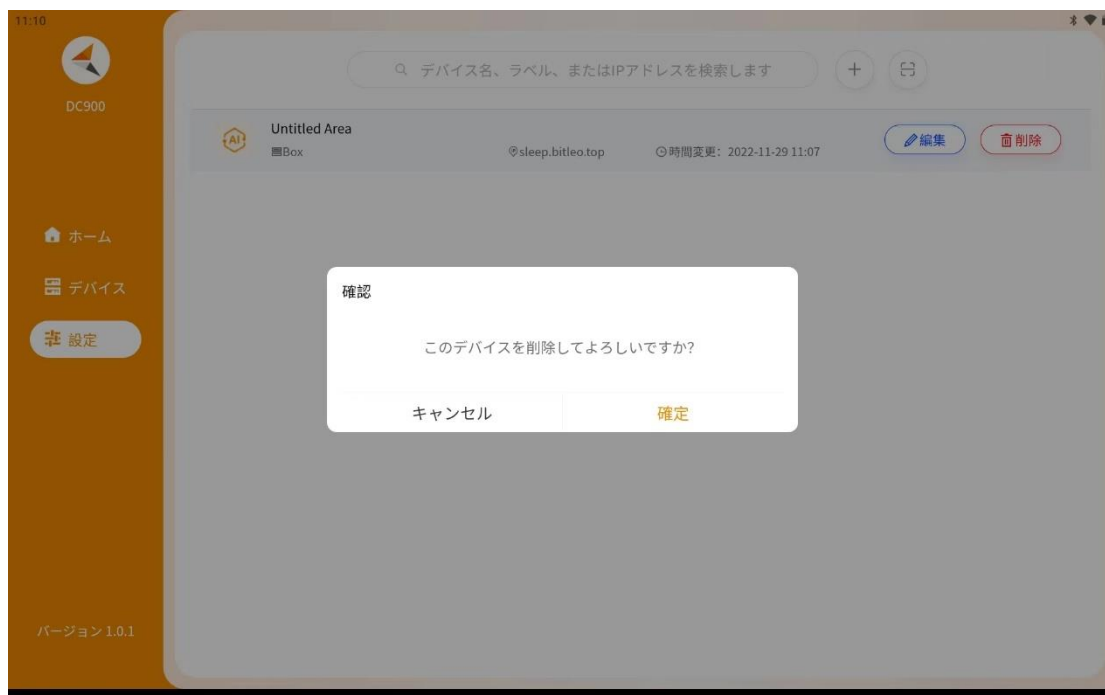 11:10
DC900
デバイス名、ラベル、またはIPアドレスを検索します
AI
Untitled Area
Box
sleep.bitleo.top
時間変更：2022-11-29 11:07
編集
削除
ホーム
デバイス
設定
確認
このデバイスを削除してよろしいですか？
キャンセル
確定
バージョン 1.0.1